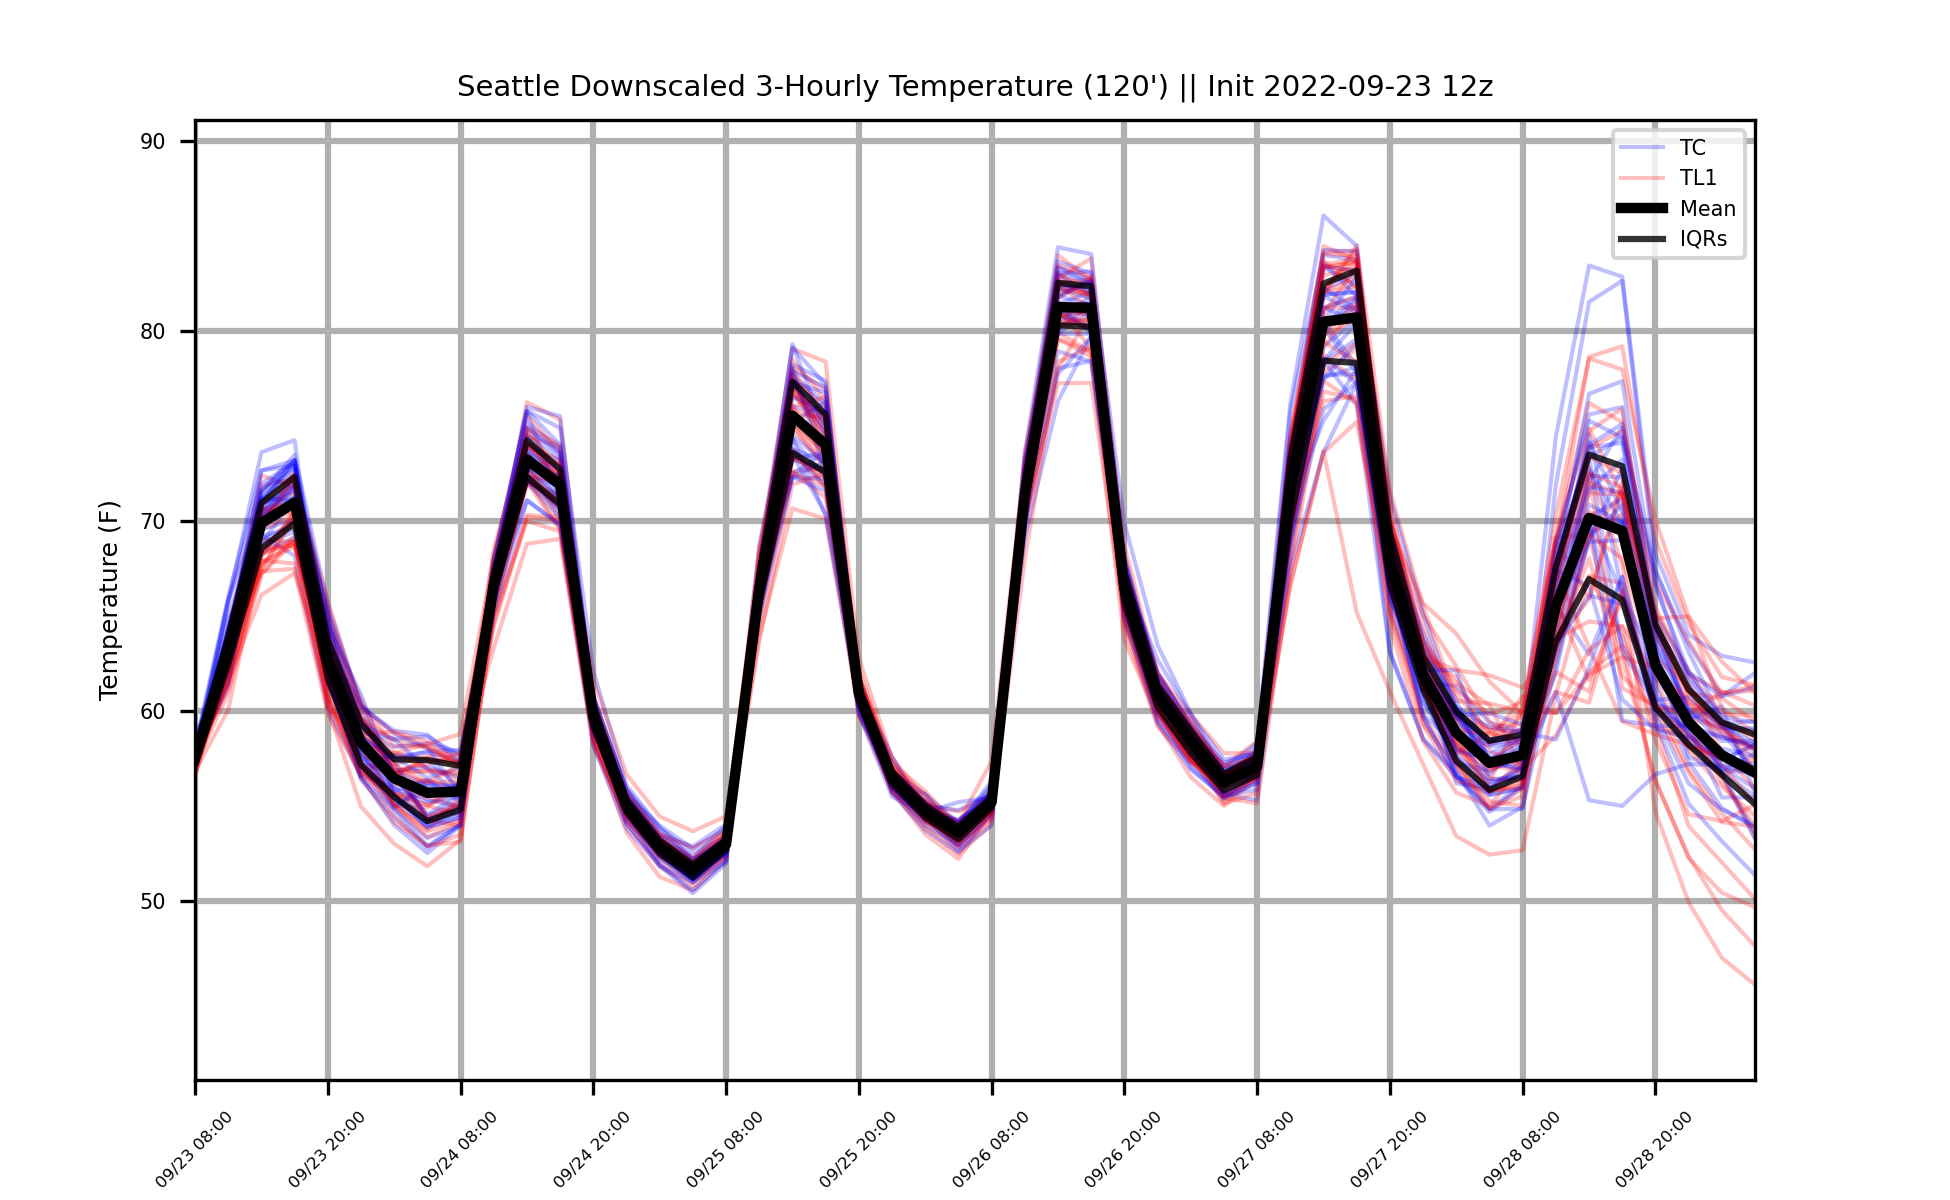 Seattle Downscaled 3-Hourly Temperature (120') || Init 2022-09-23 12z
TC
TL1
Mean
IQRs
Temperature (F)
90
80
70
60
50
09/23 08:00
09/23 20:00
09/24 08:00
09/24 20:00
09/25 08:00
09/25 20:00
09/26 08:00
09/26 20:00
09/27 08:00
09/27 20:00
09/28 08:00
09/28 20:00